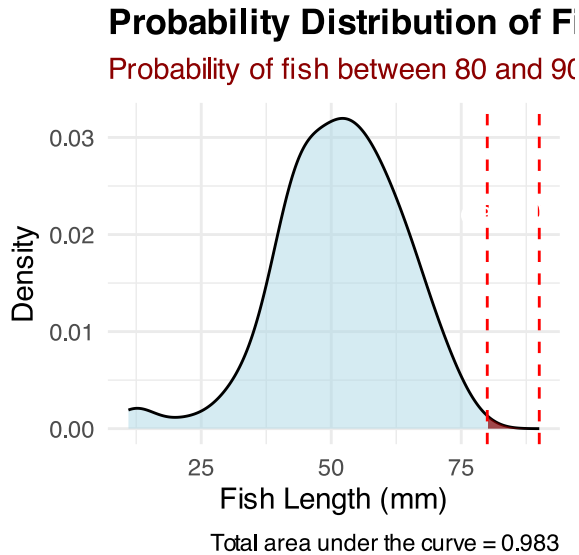 Probability Distribution of Fi
Probability of fish between 80 and 90
Density
0.03
0.02
0.01
0.00
25 50 75
Fish Length (mm)
Total area under the curve = 0.983